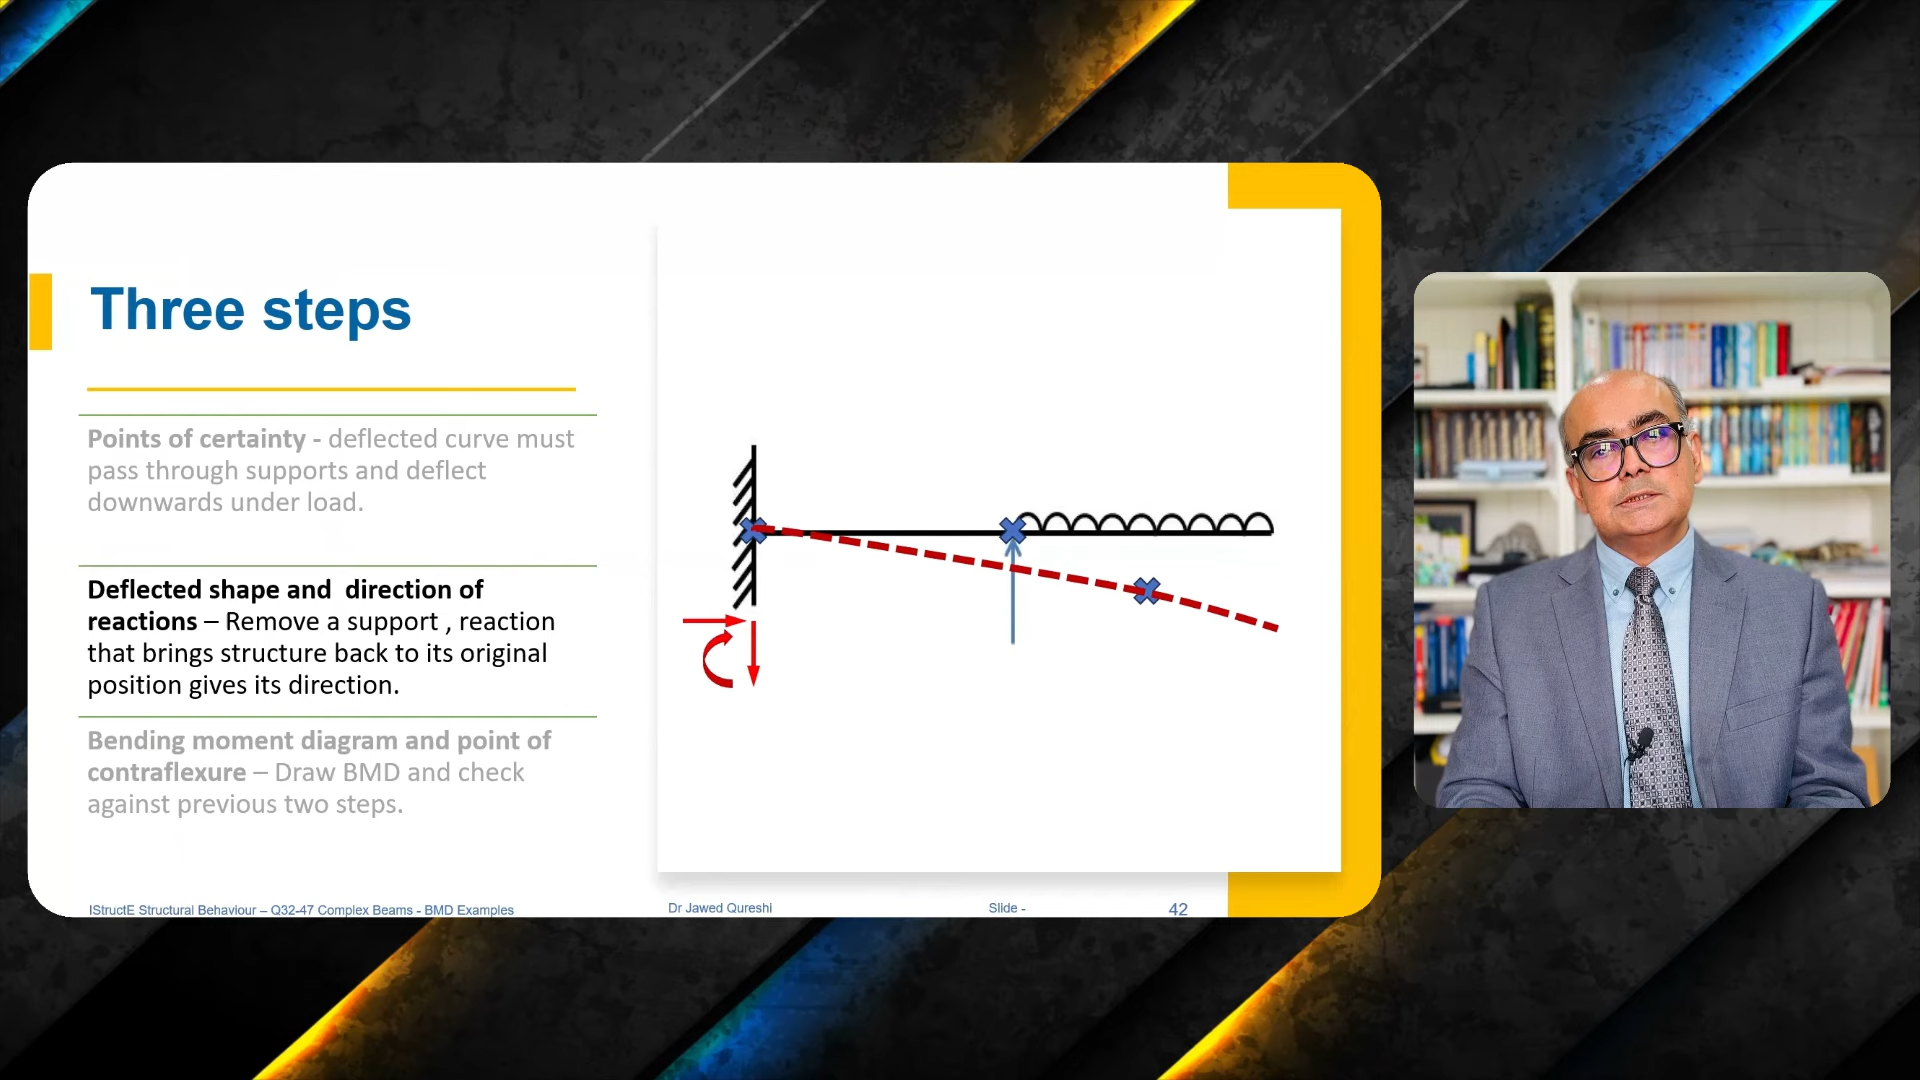 Three steps
Points of certainty - deflected curve must
pass through supports and deflect
downwards under load.
Deflected shape and  direction of
reactions – Remove a support , reaction
that brings structure back to its original
position gives its direction.
Bending moment diagram and point of
contraflexure – Draw BMD and check
against previous two steps.
IStructE Structural Behaviour – Q32-47 Complex Beams - BMD Examples
Dr Jawed Qureshi
Slide -
42